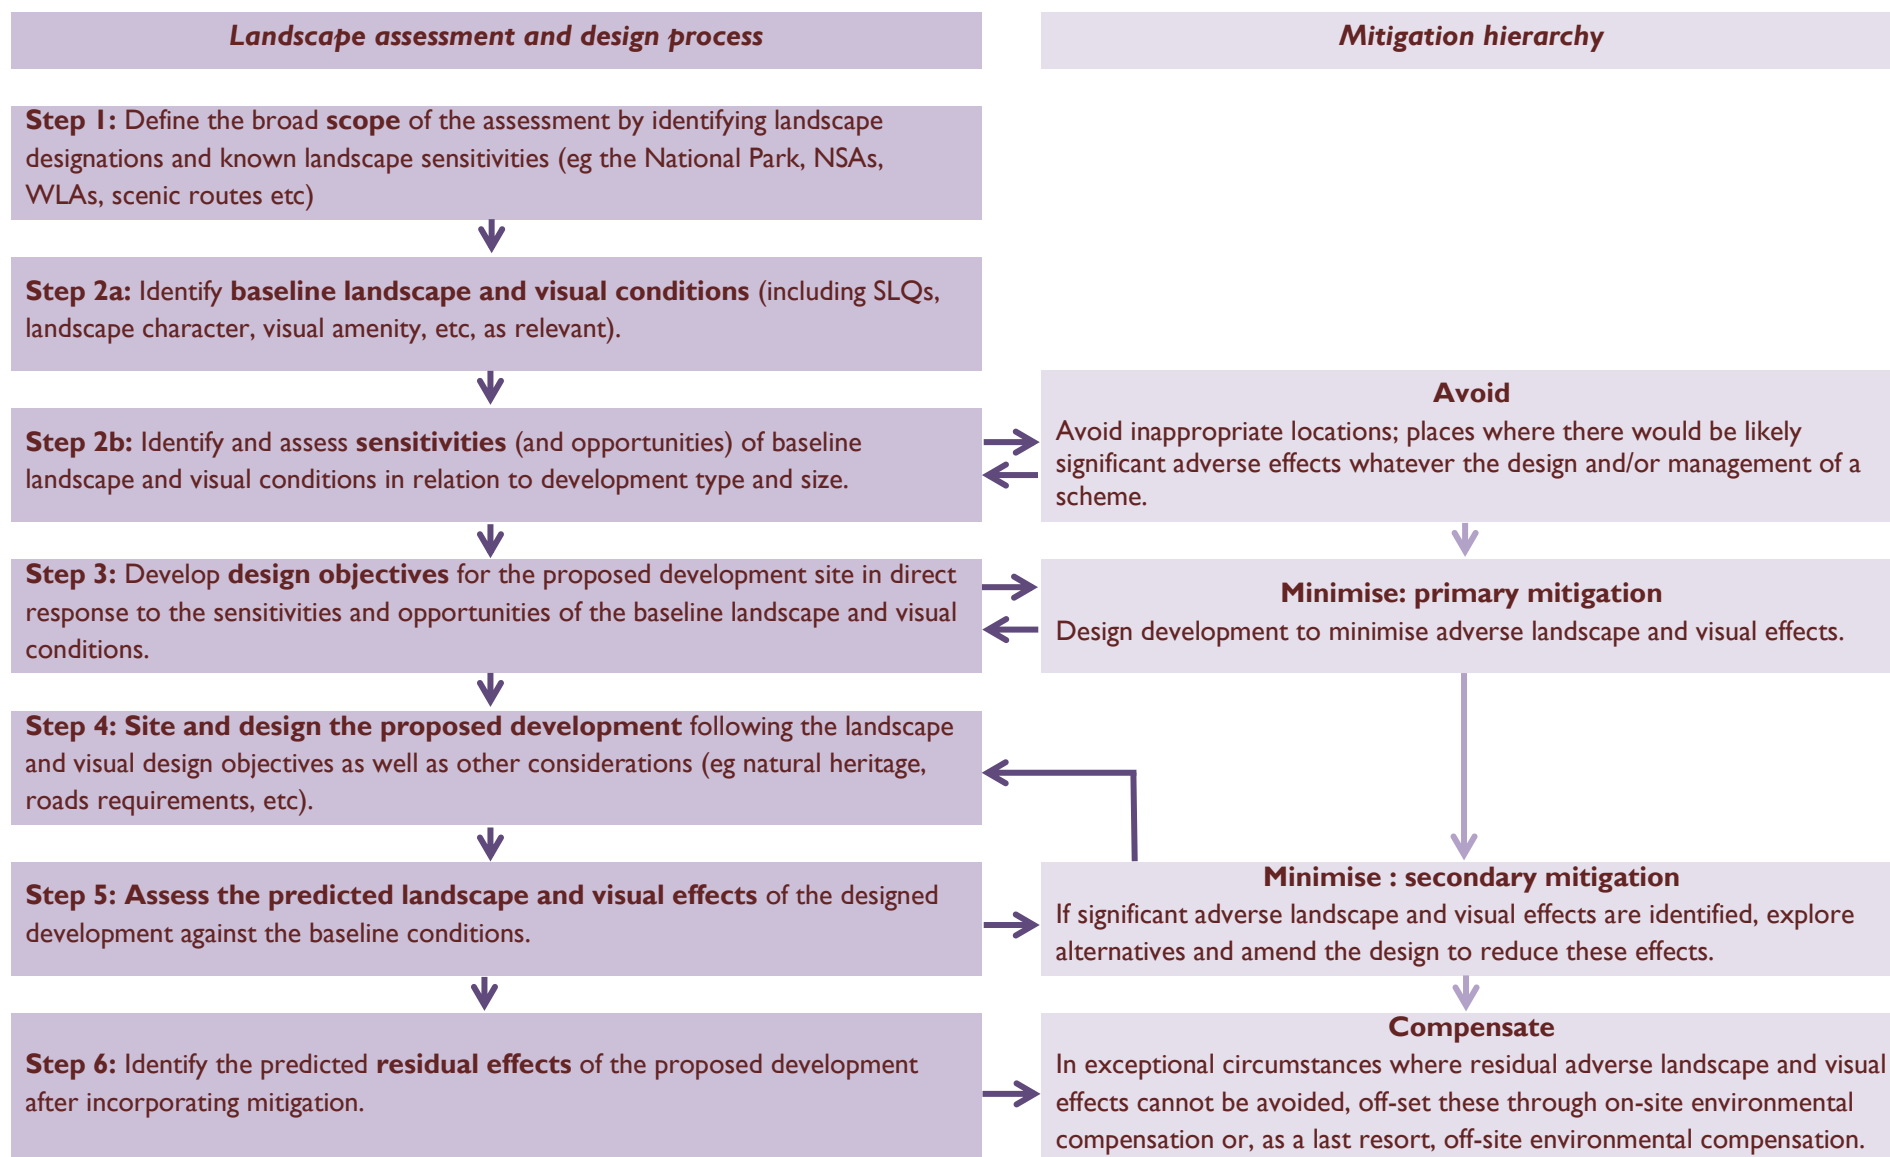 Landscape assessment and design process
Mitigation hierarchy
Step 1: Define the broad scope of the assessment by identifying landscape
designations and known landscape sensitivities (eg the National Park, NSAs,
WLAs, scenic routes etc)
Step 2a: Identify baseline landscape and visual conditions (including SLQs,
landscape character, visual amenity, etc, as relevant).
Step 2b: Identify and assess sensitivities (and opportunities) of baseline
landscape and visual conditions in relation to development type and size.
Avoid
Avoid inappropriate locations; places where there would be likely
significant adverse effects whatever the design and/or management of a
scheme.
Step 3: Develop design objectives for the proposed development site in direct
response to the sensitivities and opportunities of the baseline landscape and visual
conditions.
Minimise: primary mitigation
Design development to minimise adverse landscape and visual effects.
Step 4: Site and design the proposed development following the landscape
and visual design objectives as well as other considerations (eg natural heritage,
roads requirements, etc).
Step 5: Assess the predicted landscape and visual effects of the designed
development against the baseline conditions.
Minimise : secondary mitigation
If significant adverse landscape and visual effects are identified, explore
alternatives and amend the design to reduce these effects.
Step 6: Identify the predicted residual effects of the proposed development
after incorporating mitigation.
Compensate
In exceptional circumstances where residual adverse landscape and visual
effects cannot be avoided, off-set these through on-site environmental
compensation or, as a last resort, off-site environmental compensation.